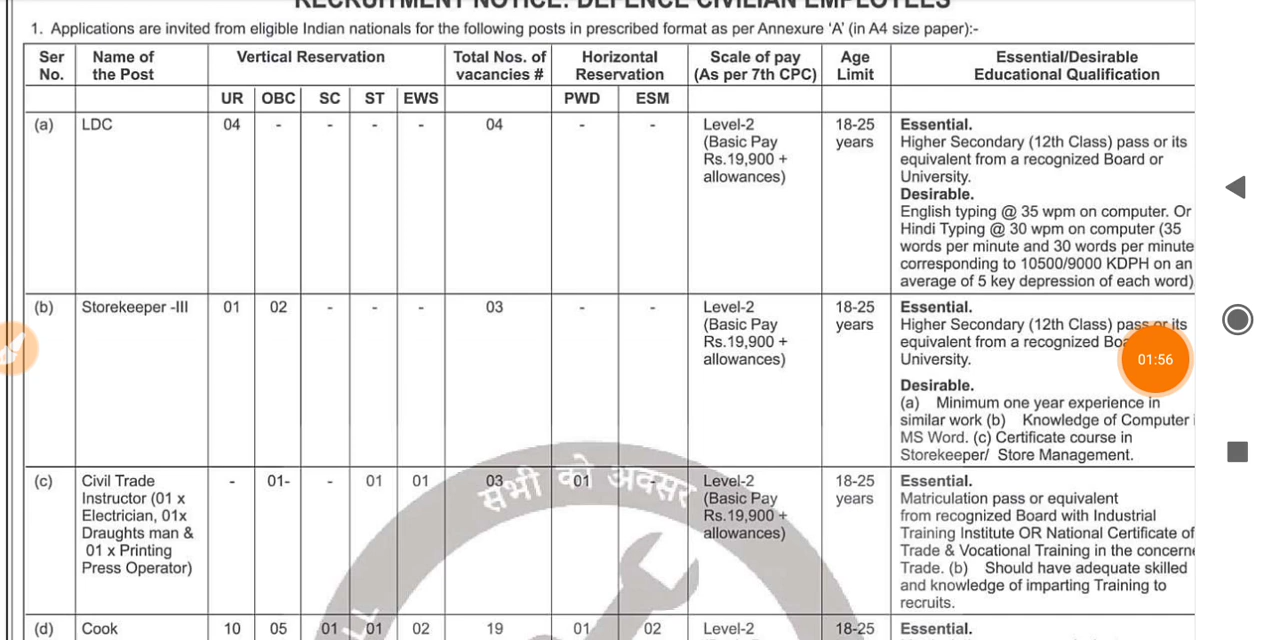 RECRUITMENT NOTICE: DEFENCE CIVILIAN EMPLOYEES
1. Applications are invited from eligible Indian nationals for the following posts in prescribed format as per Annexure 'A' (in A4 size paper):-
Ser No. | Name of the Post | Vertical Reservation | Total Nos. of vacancies # | Horizontal Reservation | Scale of pay (As per 7th CPC) | Age Limit | Essential/Desirable Educational Qualification
UR OBC SC ST EWS PWD ESM
(a) LDC 04 - - - - 04 - -
Level-2
(Basic Pay
Rs.19,900 +
allowances)
18-25
years
Essential.
Higher Secondary (12th Class) pass or its
equivalent from a recognized Board or
University.
Desirable.
English typing @ 35 wpm on computer. Or
Hindi Typing @ 30 wpm on computer (35
words per minute and 30 words per minute
corresponding to 10500/9000 KDPH on an
average of 5 key depression of each word)
(b) Storekeeper -III 01 02 - - - 03 - -
Level-2
(Basic Pay
Rs.19,900 +
allowances)
18-25
years
Essential.
Higher Secondary (12th Class) pass or its
equivalent from a recognized
University.
01:56
Desirable.
(a) Minimum one year experience in
similar work (b) Knowledge of Computer
MS Word. (c) Certificate course in
Storekeeper/ Store Management.
(c) Civil Trade
Instructor (01 x
Electrician, 01x
Draughts man &
01 x Printing
Press Operator)
- 01- - 01 01 03 01 -
Level-2
(Basic Pay
Rs.19,900 +
allowances)
18-25
years
Essential.
Matriculation pass or equivalent
from recognized Board with Industrial
Training Institute OR National Certificate of
Trade & Vocational Training in the
Trade. (b) Should have adequate skilled
and knowledge of imparting Training to
recruits.
सभी को अवसर
(d) Cook 10 05 01 01 02 19 01 02 Level-2 18-25 Essential.